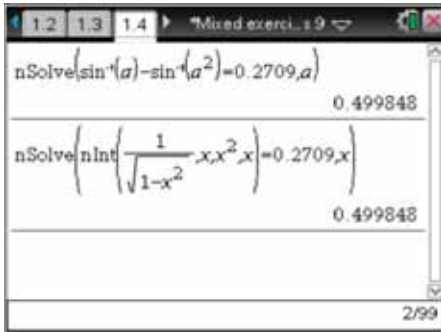 1.2 1.3 1.4 *Mixed exerci...s 9
nSolve(sin⁻¹(a)-sin⁻¹(a²)=0.2709,a)
0.499848
nSolve(nInt(1/√(1-x²),x,x²,x)=0.2709,x)
0.499848
2/99